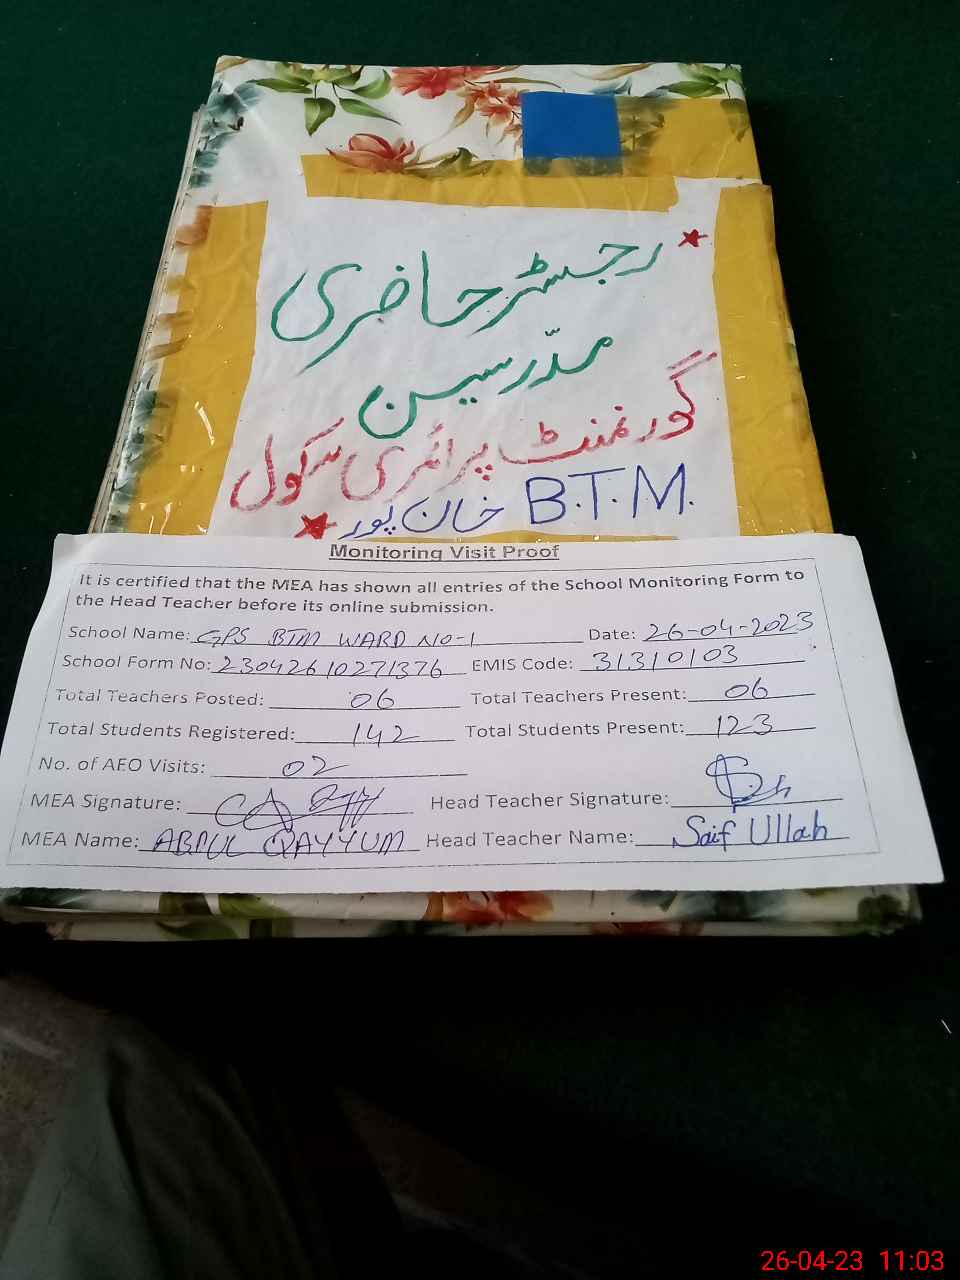 رجسٹر حاضری
مدّرسین
گورنمنٹ پرائمری سکول
B.T.M. خان پور
Monitoring Visit Proof
It is certified that the MEA has shown all entries of the School Monitoring Form to
the Head Teacher before its online submission.
School Name: GPS BTM WARD NO-1 Date: 26-04-2023
School Form No: 23042610271376 EMIS Code: 31310103
Total Teachers Posted: 06 Total Teachers Present: 06
Total Students Registered: 142 Total Students Present: 123
No. of AEO Visits: 02
MEA Signature: Head Teacher Signature:
MEA Name: ABDUL QAYYUM Head Teacher Name: Saif Ullah
26-04-23 11:03